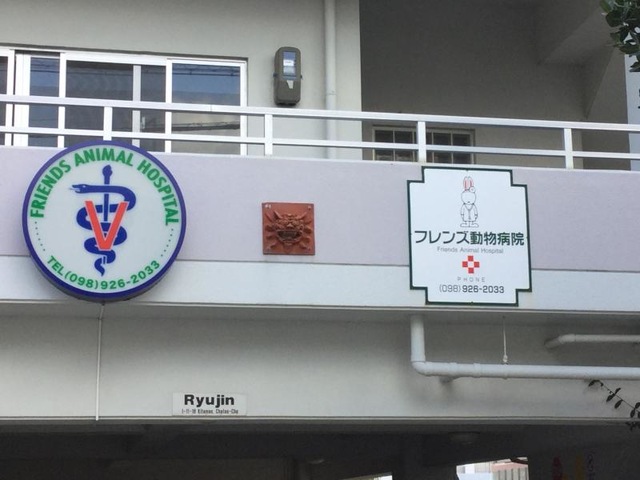 FRIENDS ANIMAL HOSPITAL
V
TEL(098)926-2033
フレンズ動物病院
Friends Animal Hospital
PHONE
(098)926-2033
Ryujin